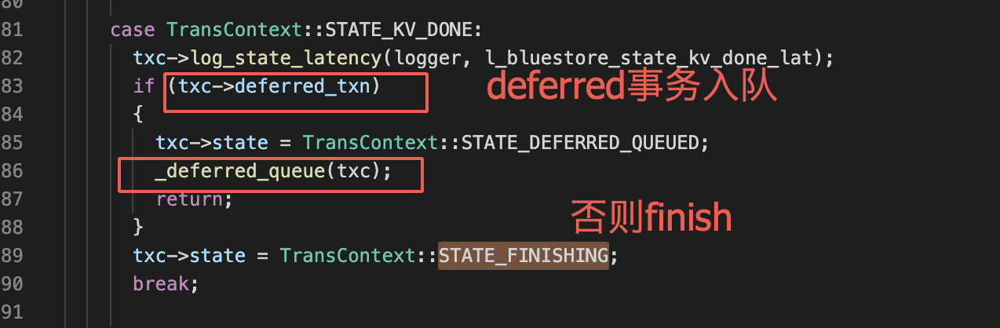 80
81 case TransContext::STATE_KV_DONE:
82 txc->log_state_latency(logger, l_bluestore_state_kv_done_lat);
83 if (txc->deferred_txn) deferred事务入队
84 {
85 txc->state = TransContext::STATE_DEFERRED_QUEUED;
86 _deferred_queue(txc);
87 return;
88 } 否则finish
89 txc->state = TransContext::STATE_FINISHING;
90 break;
91